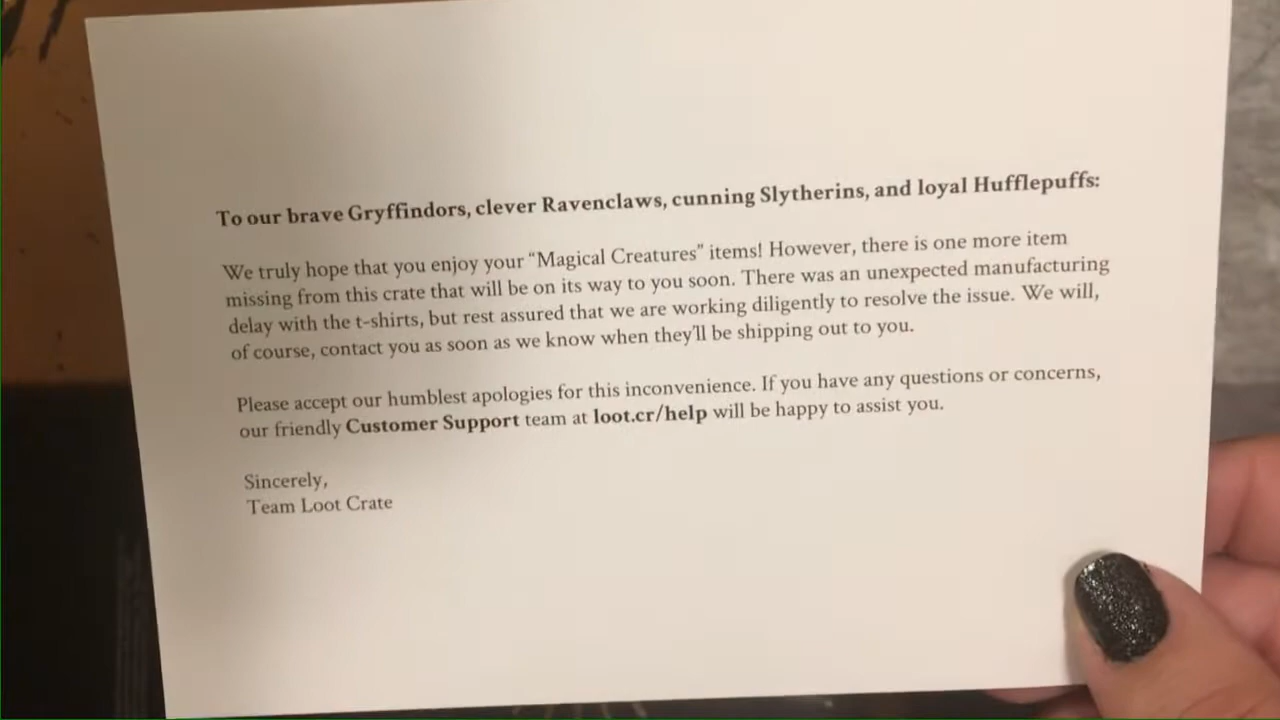 To our brave Gryffindors, clever Ravenclaws, cunning Slytherins, and loyal Hufflepuffs:
We truly hope that you enjoy your “Magical Creatures” items! However, there is one more item
missing from this crate that will be on its way to you soon. There was an unexpected manufacturing
delay with the t-shirts, but rest assured that we are working diligently to resolve the issue. We will,
of course, contact you as soon as we know when they’ll be shipping out to you.
Please accept our humblest apologies for this inconvenience. If you have any questions or concerns,
our friendly Customer Support team at loot.cr/help will be happy to assist you.
Sincerely,
Team Loot Crate